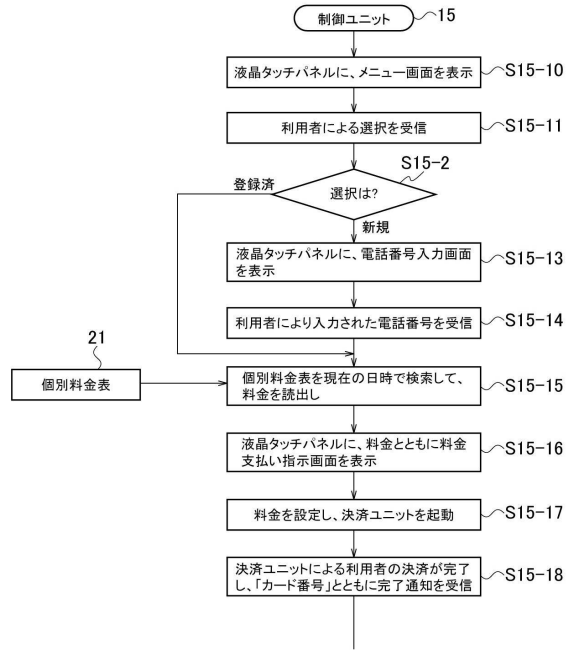 制御ユニット
15
液晶タッチパネルに、メニュー画面を表示
S15-10
利用者による選択を受信
S15-11
S15-2
登録済
選択は?
新規
液晶タッチパネルに、電話番号入力画面
を表示
S15-13
利用者により入力された電話番号を受信
S15-14
21
個別料金表
個別料金表を現在の日時で検索して、
料金を読出し
S15-15
液晶タッチパネルに、料金とともに料金
支払い指示画面を表示
S15-16
料金を設定し、決済ユニットを起動
S15-17
決済ユニットによる利用者の決済が完了
し、「カード番号」とともに完了通知を受信
S15-18